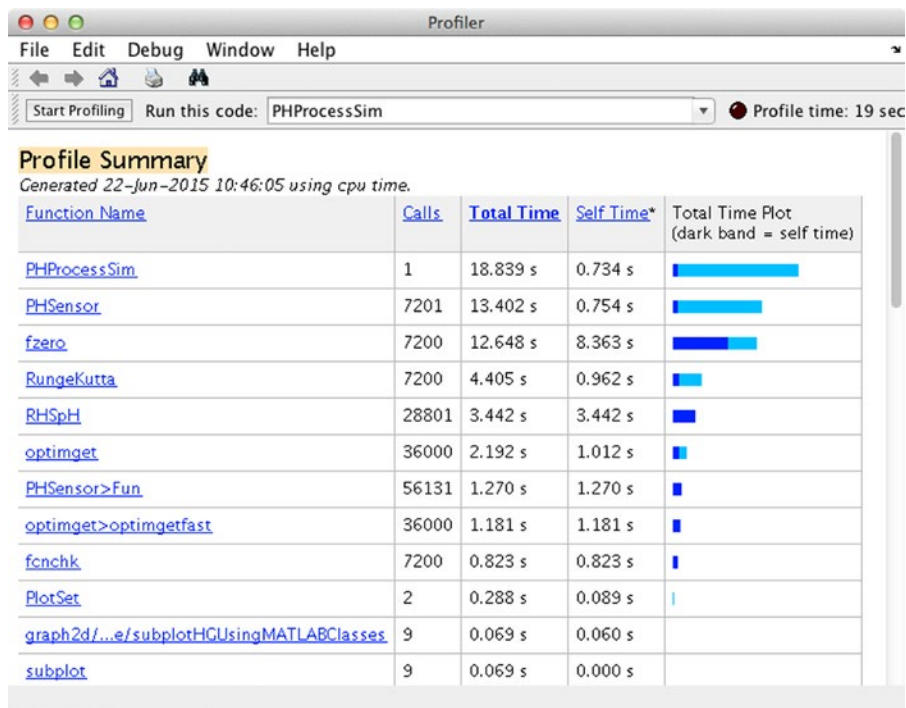 Profiler
File Edit Debug Window Help
Start Profiling Run this code: PHProcessSim Profile time: 19 sec
Profile Summary
Generated 22-Jun-2015 10:46:05 using cpu time.
Function Name Calls Total Time Self Time* Total Time Plot
(dark band = self time)
PHProcessSim 1 18.839 s 0.734 s
PHSensor 7201 13.402 s 0.754 s
fzero 7200 12.648 s 8.363 s
RungeKutta 7200 4.405 s 0.962 s
RHSpH 28801 3.442 s 3.442 s
optimget 36000 2.192 s 1.012 s
PHSensor>Fun 56131 1.270 s 1.270 s
optimget>optimgetfast 36000 1.181 s 1.181 s
fcnchk 7200 0.823 s 0.823 s
PlotSet 2 0.288 s 0.089 s
graph2d/...e/subplotHGUsingMATLABClasses 9 0.069 s 0.060 s
subplot 9 0.069 s 0.000 s